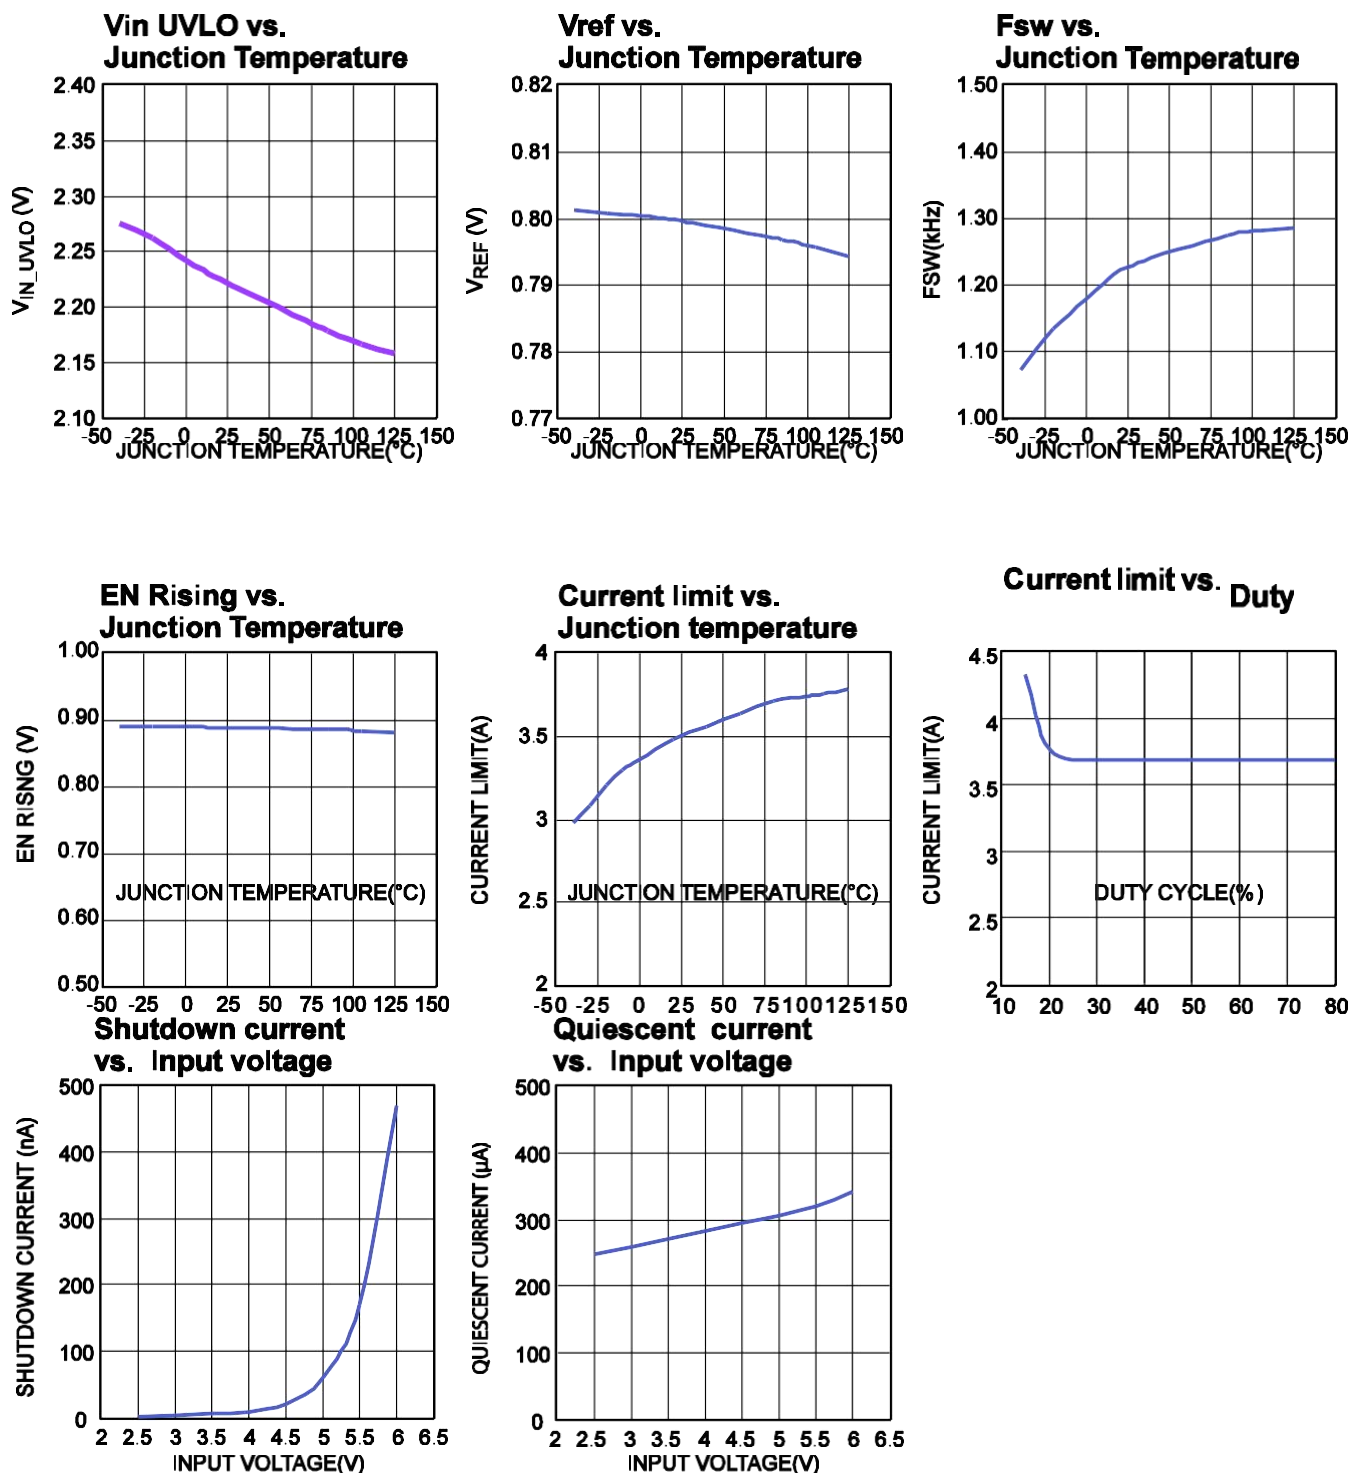 Vin UVLO vs.
Junction Temperature
2.40
2.35
2.30
2.25
2.20
2.15
2.10
VIN_UVLO (V)
-50 -25 0 25 50 75 100 125 150
JUNCTION TEMPERATURE(°C)
Vref vs.
Junction Temperature
0.82
0.81
0.80
0.79
0.78
0.77
VREF (V)
-50 -25 0 25 50 75 100 125 150
JUNCTION TEMPERATURE(°C)
Fsw vs.
Junction Temperature
1.50
1.40
1.30
1.20
1.10
1.00
FSW(kHz)
-50 -25 0 25 50 75 100 125 150
JUNCTION TEMPERATURE(°C)
EN Rising vs.
Junction Temperature
1.00
0.90
0.80
0.70
0.60
0.50
EN RISNG (V)
JUNCTION TEMPERATURE(°C)
-50 -25 0 25 50 75 100 125 150
Current limit vs.
Junction temperature
4
3.5
3
2.5
2
CURRENT LIMIT(A)
JUNCTION TEMPERATURE(°C)
-50 -25 0 25 50 75 100 125 150
Current limit vs. Duty
4.5
4
3.5
3
2.5
2
CURRENT LIMIT(A)
DUTY CYCLE(%)
10 20 30 40 50 60 70 80
Shutdown current
vs. Input voltage
500
400
300
200
100
0
SHUTDOWN CURRENT (nA)
2 2.5 3 3.5 4 4.5 5 5.5 6 6.5
INPUT VOLTAGE(V)
Quiescent current
vs. Input voltage
500
400
300
200
100
0
QUIESCENT CURRENT (µA)
2 2.5 3 3.5 4 4.5 5 5.5 6 6.5
INPUT VOLTAGE(V)